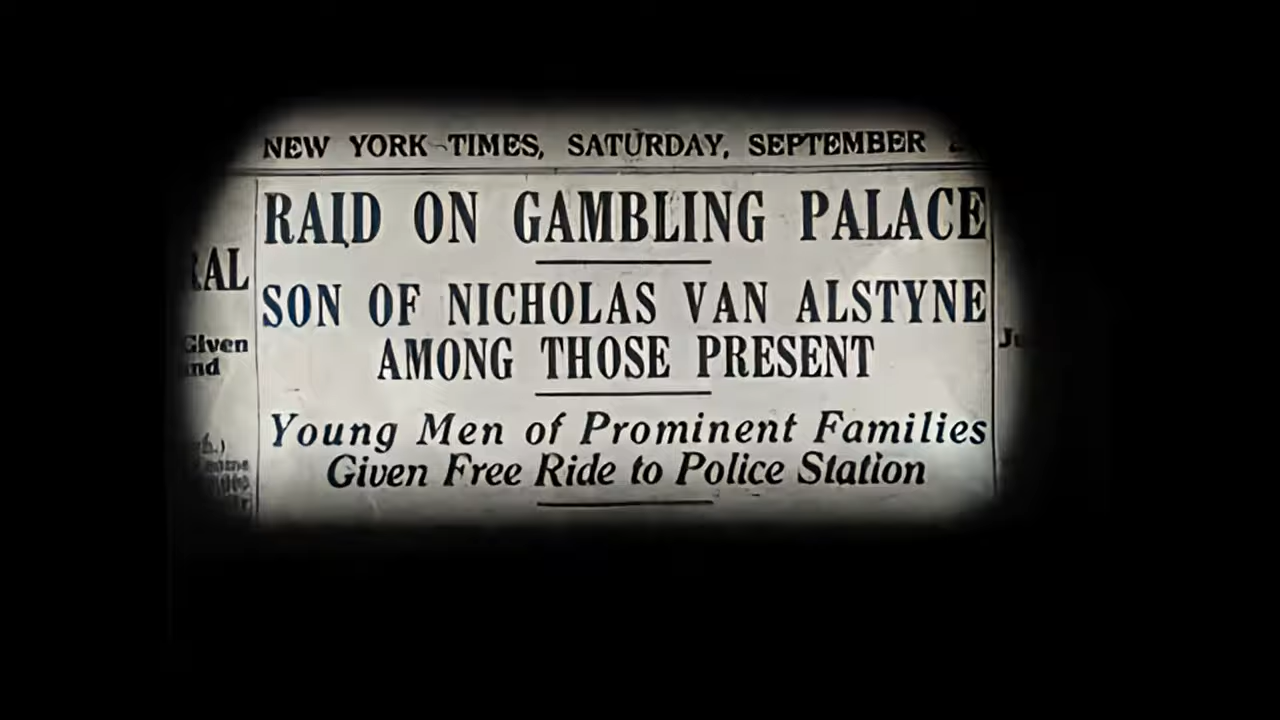 NEW YORK TIMES, SATURDAY, SEPTEMBER
RAID ON GAMBLING PALACE
SON OF NICHOLAS VAN ALSTYNE
AMONG THOSE PRESENT
Young Men of Prominent Families
Given Free Ride to Police Station
Given